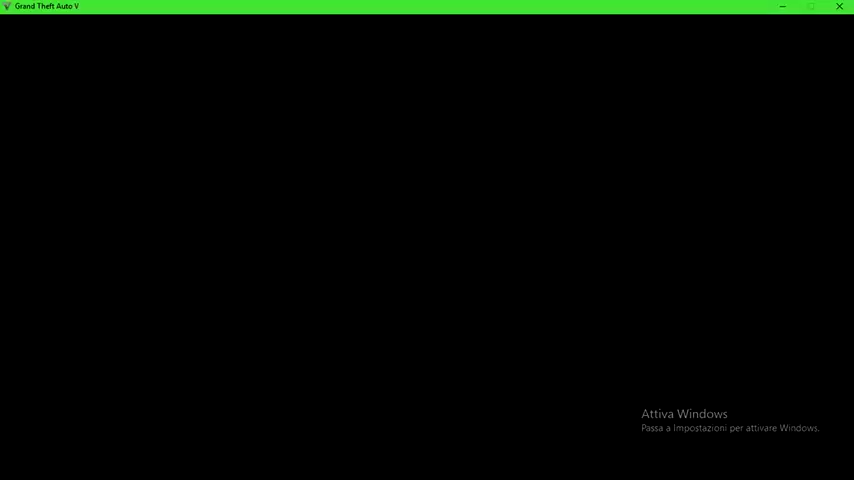 Grand Theft Auto V
Attiva Windows
Passa a Impostazioni per attivare Windows.